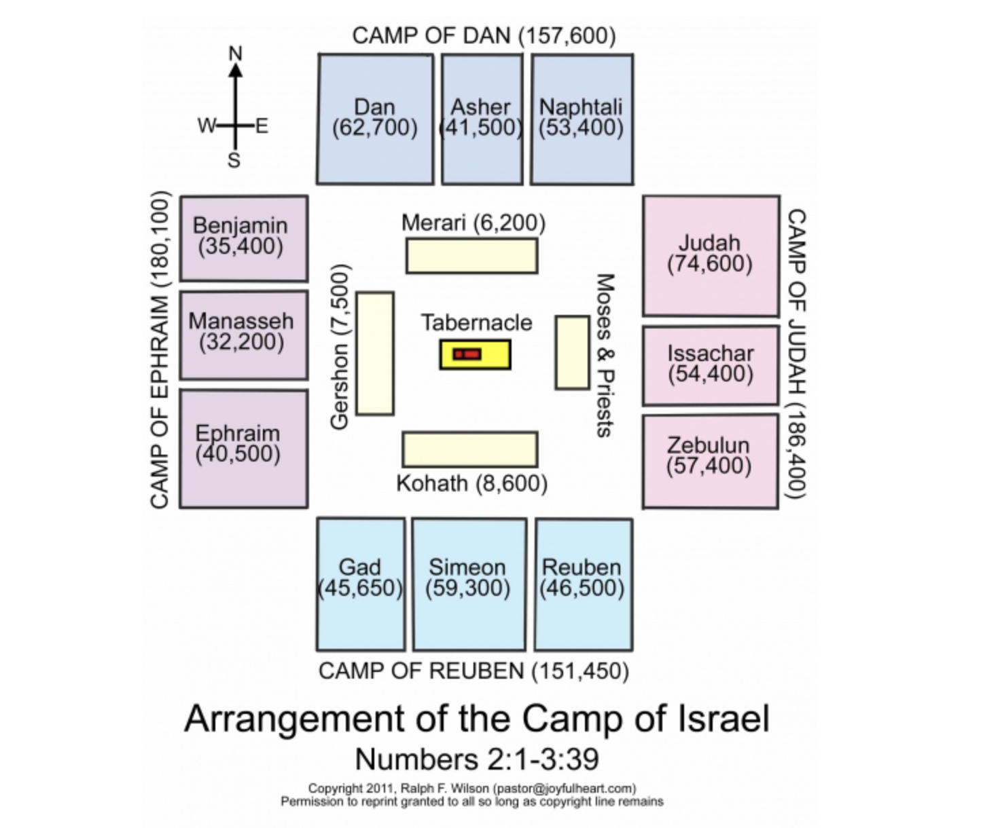 CAMP OF DAN (157,600)
N
W
E
S
Dan
(62,700)
Asher
(41,500)
Naphtali
(53,400)
CAMP OF EPHRAIM (180,100)
Benjamin
(35,400)
Manasseh
(32,200)
Ephraim
(40,500)
Merari (6,200)
Gershon (7,500)
Tabernacle
Moses & Priests
Kohath (8,600)
Judah
(74,600)
Issachar
(54,400)
Zebulun
(57,400)
CAMP OF JUDAH (186,400)
Gad
(45,650)
Simeon
(59,300)
Reuben
(46,500)
CAMP OF REUBEN (151,450)
Arrangement of the Camp of Israel
Numbers 2:1-3:39
Copyright 2011, Ralph F. Wilson (pastor@joyfulheart.com)
Permission to reprint granted to all so long as copyright line remains